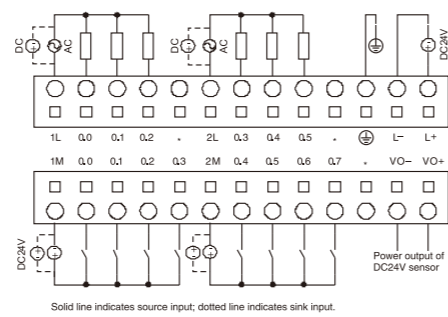 DC AC DC AC DC24V
1L 0.0 0.1 0.2 . 2L 0.3 0.4 0.5 . L− L+
1M 0.0 0.1 0.2 0.3 2M 0.4 0.5 0.6 0.7 . VO− VO+
DC24V
Power output of
DC24V sensor
Solid line indicates source input; dotted line indicates sink input.